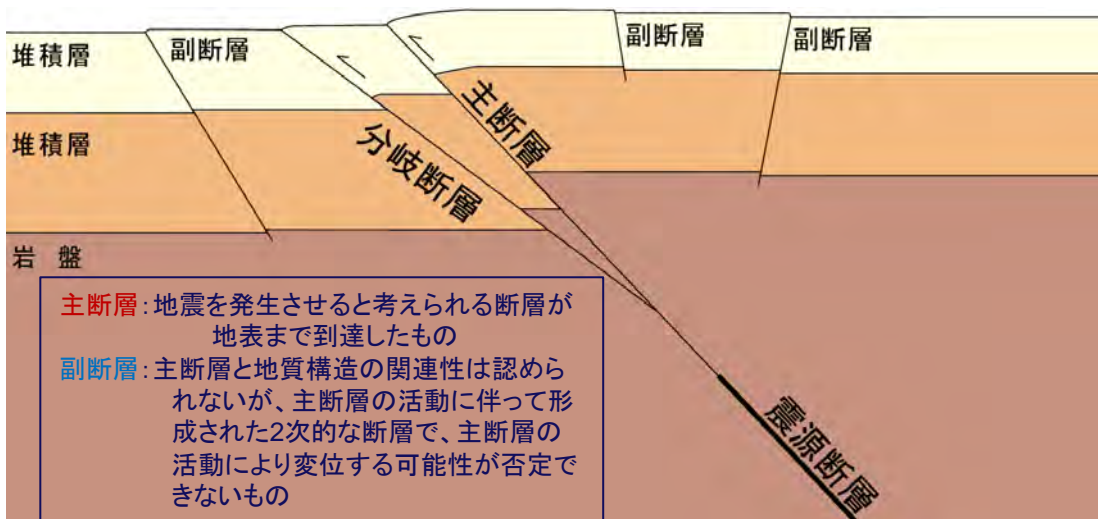 堆積層
副断層
副断層
副断層
主断層
堆積層
分岐断層
岩 盤
主断層:地震を発生させると考えられる断層が
地表まで到達したもの
副断層:主断層と地質構造の関連性は認めら
れないが、主断層の活動に伴って形
成された2次的な断層で、主断層の
活動により変位する可能性が否定で
きないもの
震源断層